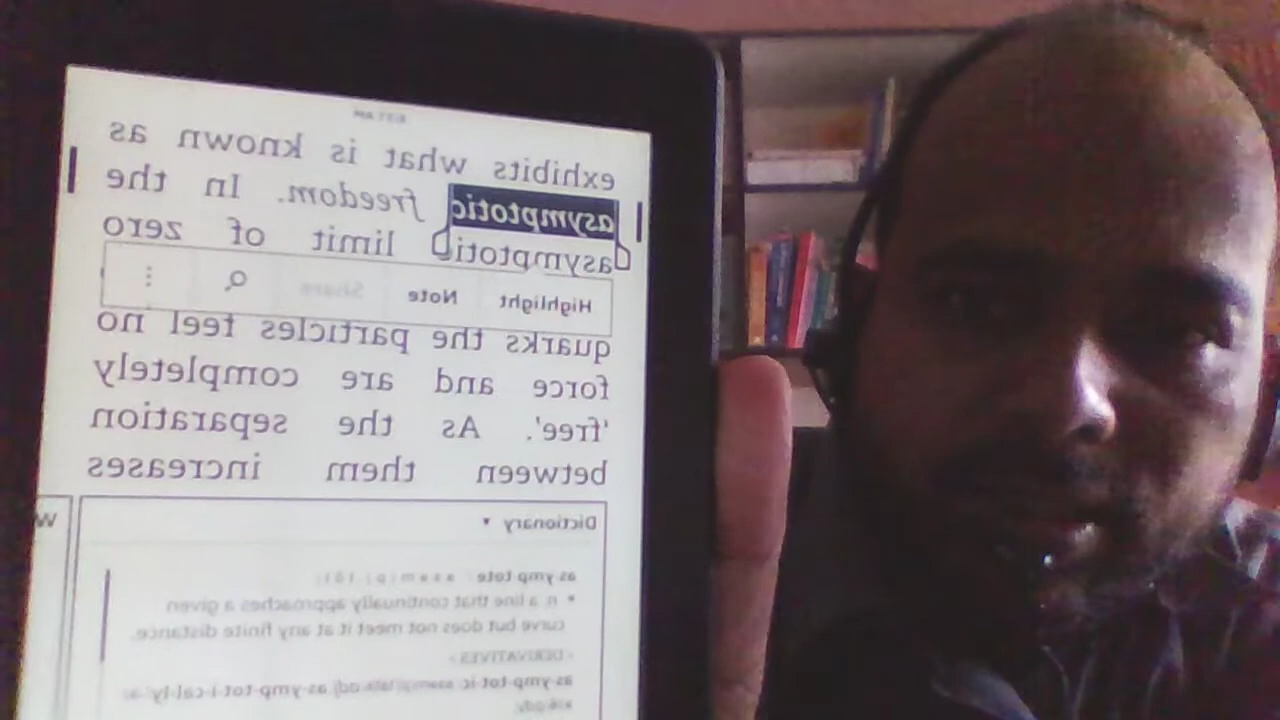 exhibits what is known as
asymptotic freedom. In the
asymptoti limit of zero
Highlight Note Share
quarks the particles feel no
force and are completely
'free'. As the separation
between them increases
Dictionary
as·ymp·tote
n a line that continually approaches a given
curve but does not meet it at any finite distance.
- DERIVATIVES -
as·ymp·tot·ic adj as·ymp·tot·i·cal·ly